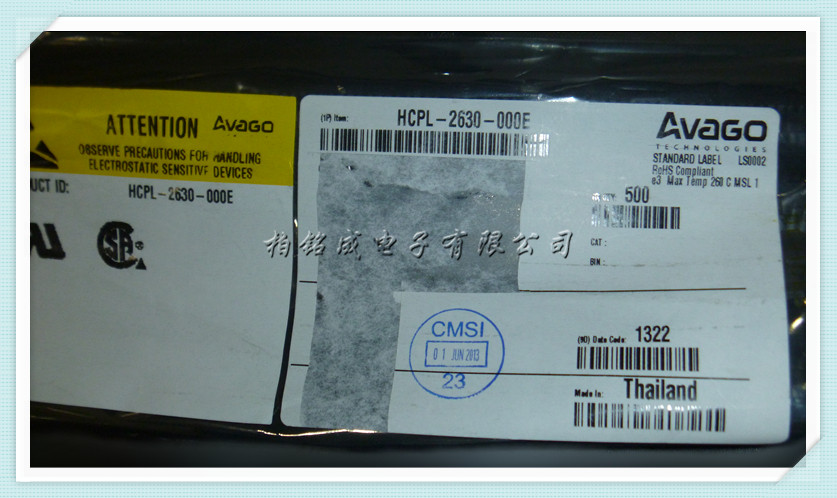 ATTENTION AVAGO
OBSERVE PRECAUTIONS FOR HANDLING
ELECTROSTATIC SENSITIVE DEVICES
UCT ID: HCPL-2630-000E
(1P) Item: HCPL-2630-000E
AVAGO
TECHNOLOGIES
STANDARD LABEL LS0002
RoHS Compliant
e3 Max Temp 260 C MSL 1
QTY: 500
CAT:
BIN:
柏铭成电子有限公司
CMSI
01 JUN 2013
23
(9D) Date Code: 1322
Made In: Thailand